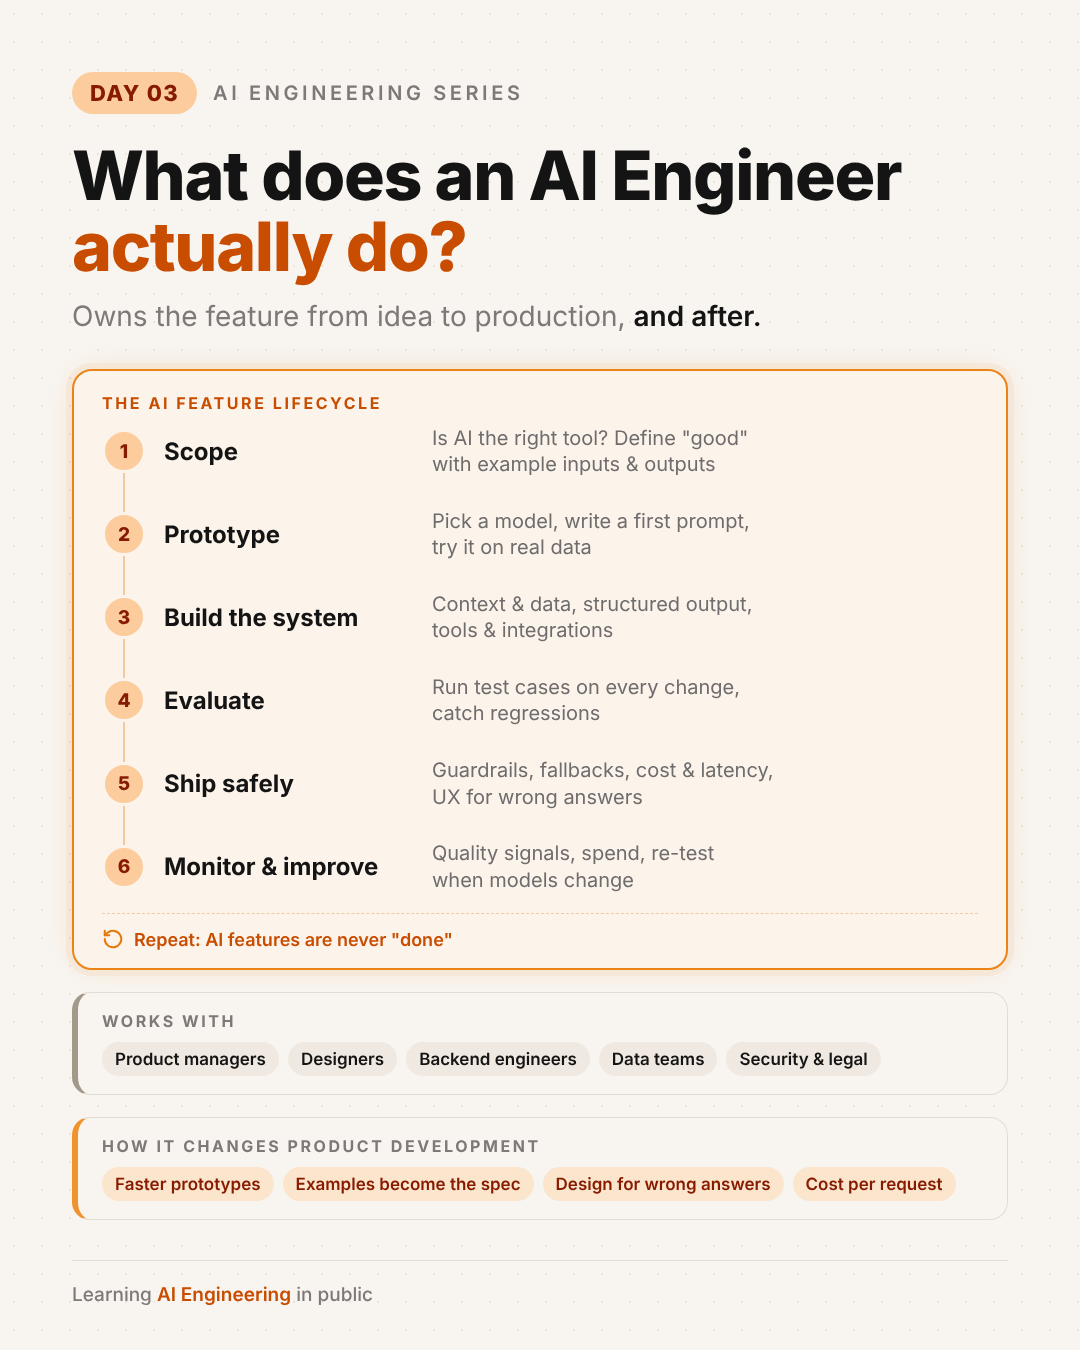 DAY 03
AI ENGINEERING SERIES
What does an AI Engineer
actually do?
Owns the feature from idea to production, and after.
THE AI FEATURE LIFECYCLE
1
Scope
Is AI the right tool? Define "good"
with example inputs & outputs
2
Prototype
Pick a model, write a first prompt,
try it on real data
3
Build the system
Context & data, structured output,
tools & integrations
4
Evaluate
Run test cases on every change,
catch regressions
5
Ship safely
Guardrails, fallbacks, cost & latency,
UX for wrong answers
6
Monitor & improve
Quality signals, spend, re-test
when models change
Repeat: AI features are never "done"
WORKS WITH
Product managers
Designers
Backend engineers
Data teams
Security & legal
HOW IT CHANGES PRODUCT DEVELOPMENT
Faster prototypes
Examples become the spec
Design for wrong answers
Cost per request
Learning AI Engineering in public